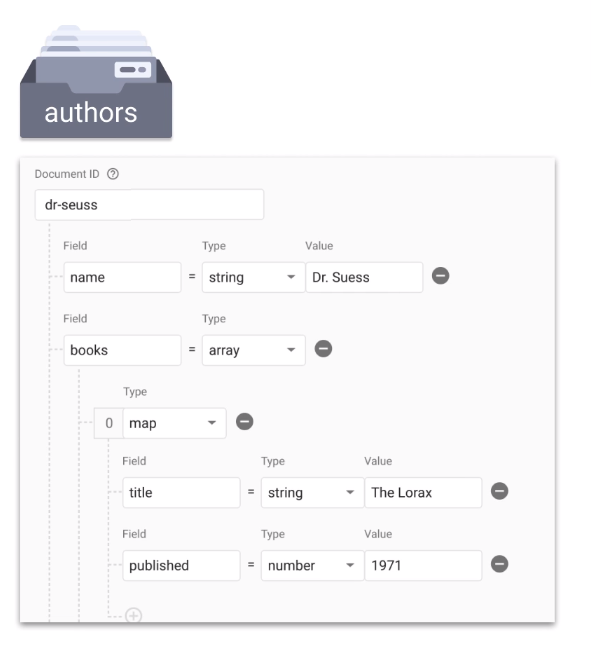 authors
Document ID ?
dr-seuss
Field Type Value
name = string Dr. Suess
Field Type
books = array
Type
0 map
Field Type Value
title = string The Lorax
Field Type Value
published = number 1971